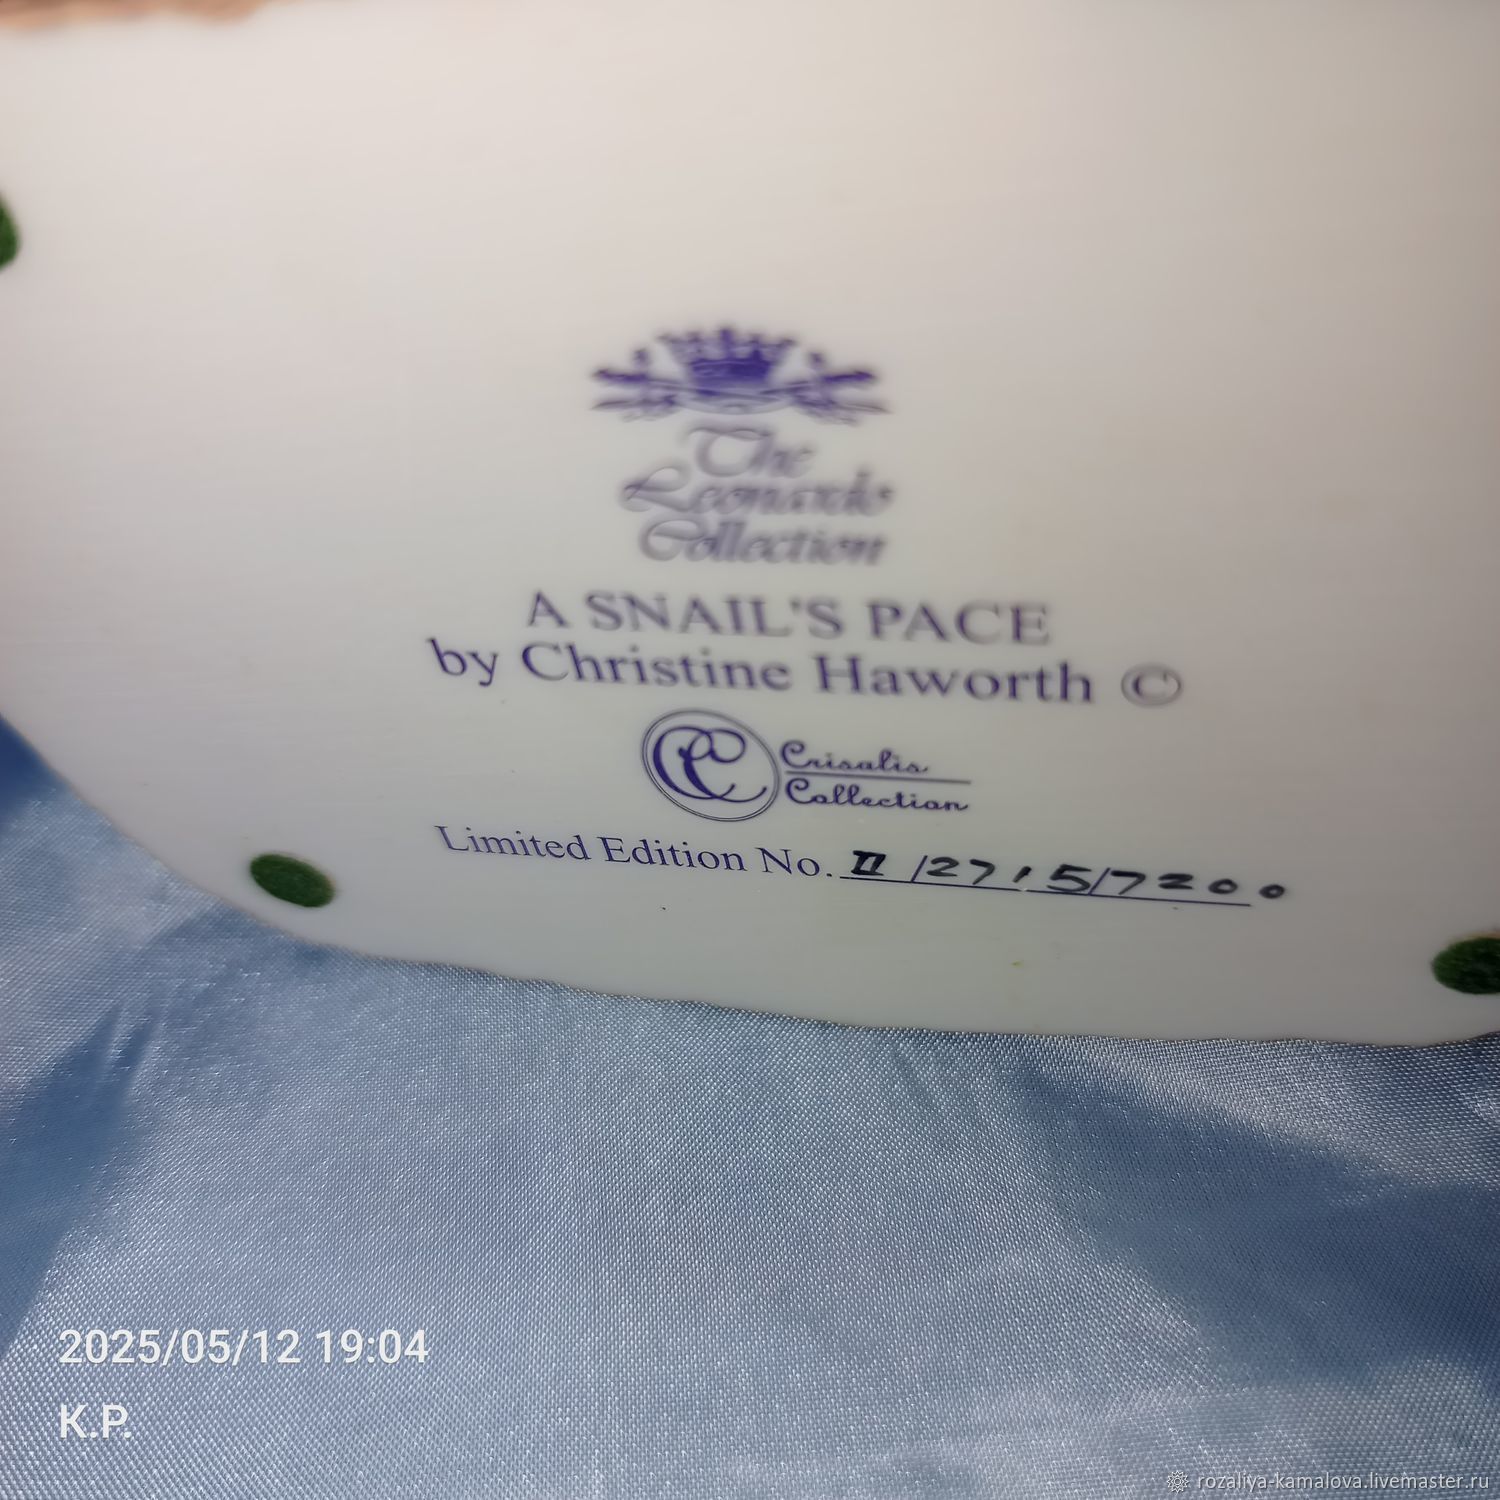 The
Leonardo
Collection
A SNAIL'S PACE
by Christine Haworth ©
CC
Crisalis
Collection
Limited Edition No. II /2715/7200
2025/05/12 19:04
K.P.
rozaliya-kamalova.livemaster.ru